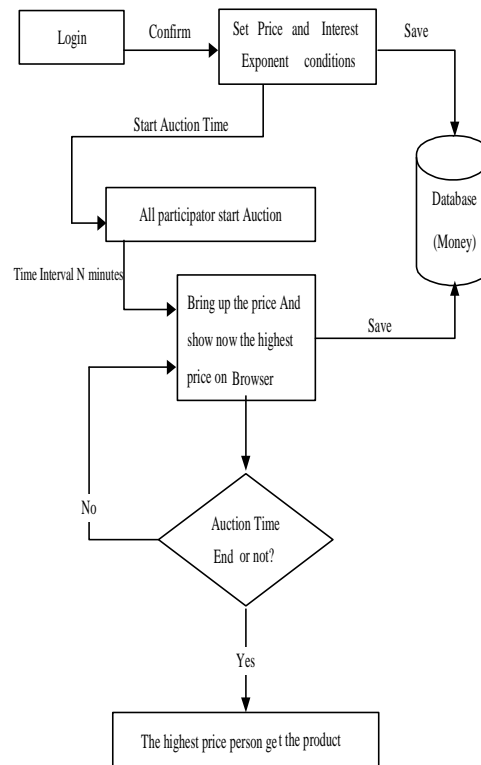 Login
Confirm
Set Price and Interest
Exponent conditions
Save
Start Auction Time
Database
(Money)
All participator start Auction
Time Interval N minutes
Bring up the price And
show now the highest
price on Browser
Save
No
Auction Time
End or not?
Yes
The highest price person get the product